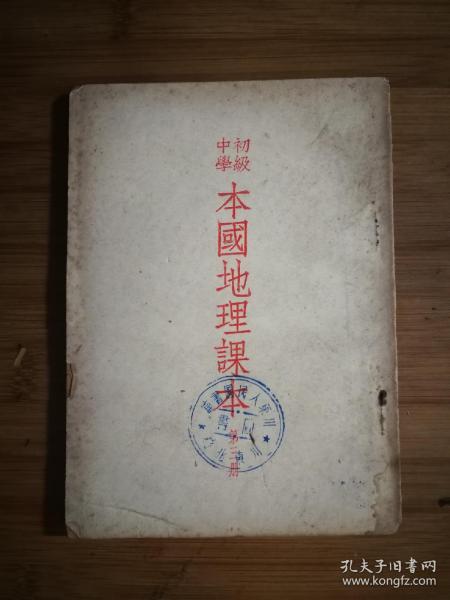 初級
中學
本國地理課本
第三册
孔夫子旧书网
www.kongfz.com